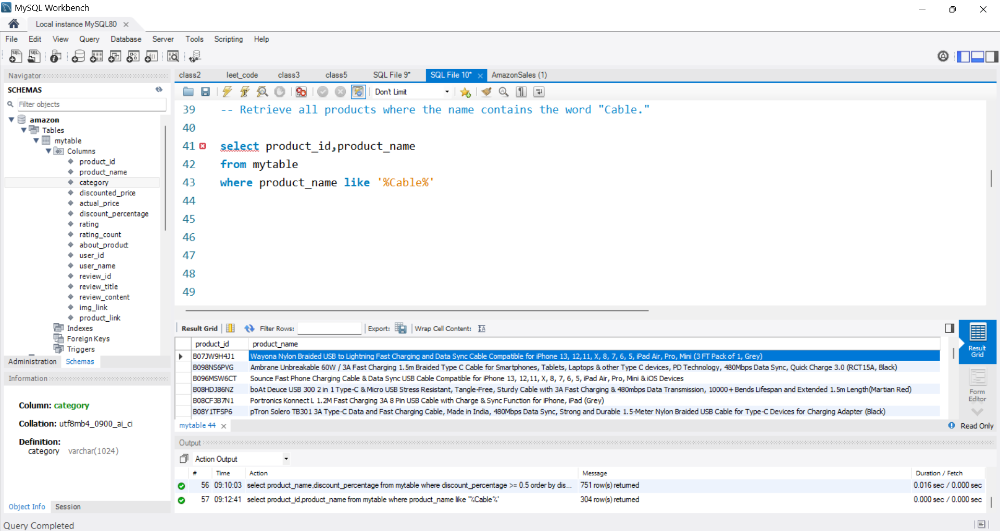 MySQL Workbench
Local instance MySQL80
File Edit View Query Database Server Tools Scripting Help
Navigator
SCHEMAS
Filter objects
amazon
Tables
mytable
Columns
product_id
product_name
category
discounted_price
actual_price
discount_percentage
rating
rating_count
about_product
user_id
user_name
review_id
review_title
review_content
img_link
product_link
Indexes
Foreign Keys
Triggers
Administration Schemas
Information
Column: category
Collation: utf8mb4_0900_ai_ci
Definition:
category varchar(1024)
Object Info Session
class2 leet_code class3 class5 SQL File 9* SQL File 10* AmazonSales (1)
Don't Limit
39 -- Retrieve all products where the name contains the word "Cable."
40
41 select product_id,product_name
42 from mytable
43 where product_name like '%Cable%'
44
45
46
47
48
49
Result Grid Filter Rows: Export: Wrap Cell Content:
product_id product_name
B07JW9H4J1 Wayona Nylon Braided USB to Lightning Fast Charging and Data Sync Cable Compatible for iPhone 13, 12,11, X, 8, 7, 6, 5, iPad Air, Pro, Mini (3 FT Pack of 1, Grey)
B098NS6PVG Ambrane Unbreakable 60W / 3A Fast Charging 1.5m Braided Type C Cable for Smartphones, Tablets, Laptops & other Type C devices, PD Technology, 480Mbps Data Sync, Quick Charge 3.0 (RCT15A, Black)
B096MSW6CT Sounce Fast Phone Charging Cable & Data Sync USB Cable Compatible for iPhone 13, 12,11, X, 8, 7, 6, 5, iPad Air, Pro, Mini & iOS Devices
B08HDJ86NZ boAt Deuce USB 300 2 in 1 Type-C & Micro USB Stress Resistant, Tangle-Free, Sturdy Cable with 3A Fast Charging & 480mbps Data Transmission, 10000+ Bends Lifespan and Extended 1.5m Length(Martian Red)
B08CF3B7N1 Portronics Konnect L 1.2M Fast Charging 3A 8 Pin USB Cable with Charge & Sync Function for iPhone, iPad (Grey)
B08Y1TFSP6 pTron Solero TB301 3A Type-C Data and Fast Charging Cable, Made in India, 480Mbps Data Sync, Strong and Durable 1.5-Meter Nylon Braided USB Cable for Type-C Devices for Charging Adapter (Black)
Result Grid
Form Editor
mytable 44 Read Only
Output
Action Output
# Time Action Message Duration / Fetch
56 09:10:03 select product_name,discount_percentage from mytable where discount_percentage >= 0.5 order by dis... 751 row(s) returned 0.016 sec / 0.000 sec
57 09:12:41 select product_id,product_name from mytable where product_name like '%Cable%' 304 row(s) returned 0.000 sec / 0.000 sec
Query Completed